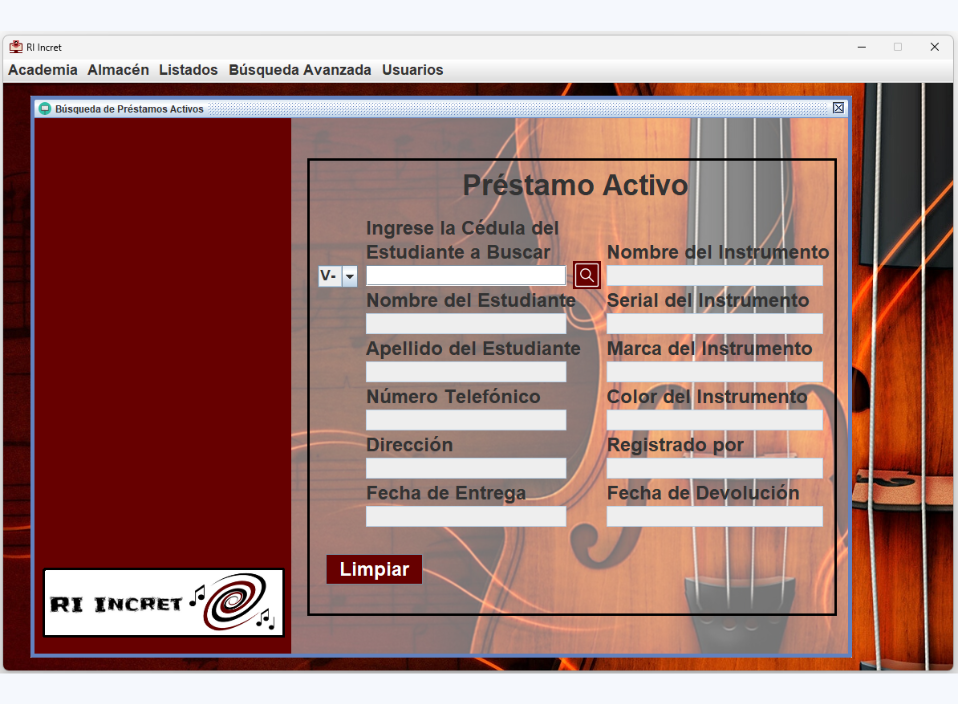 RI Incret
Academia Almacén Listados Búsqueda Avanzada Usuarios
Búsqueda de Préstamos Activos
Préstamo Activo
Ingrese la Cédula del
Estudiante a Buscar
V-
Nombre del Estudiante
Apellido del Estudiante
Número Telefónico
Dirección
Fecha de Entrega
Nombre del Instrumento
Serial del Instrumento
Marca del Instrumento
Color del Instrumento
Registrado por
Fecha de Devolución
Limpiar
RI INCRET